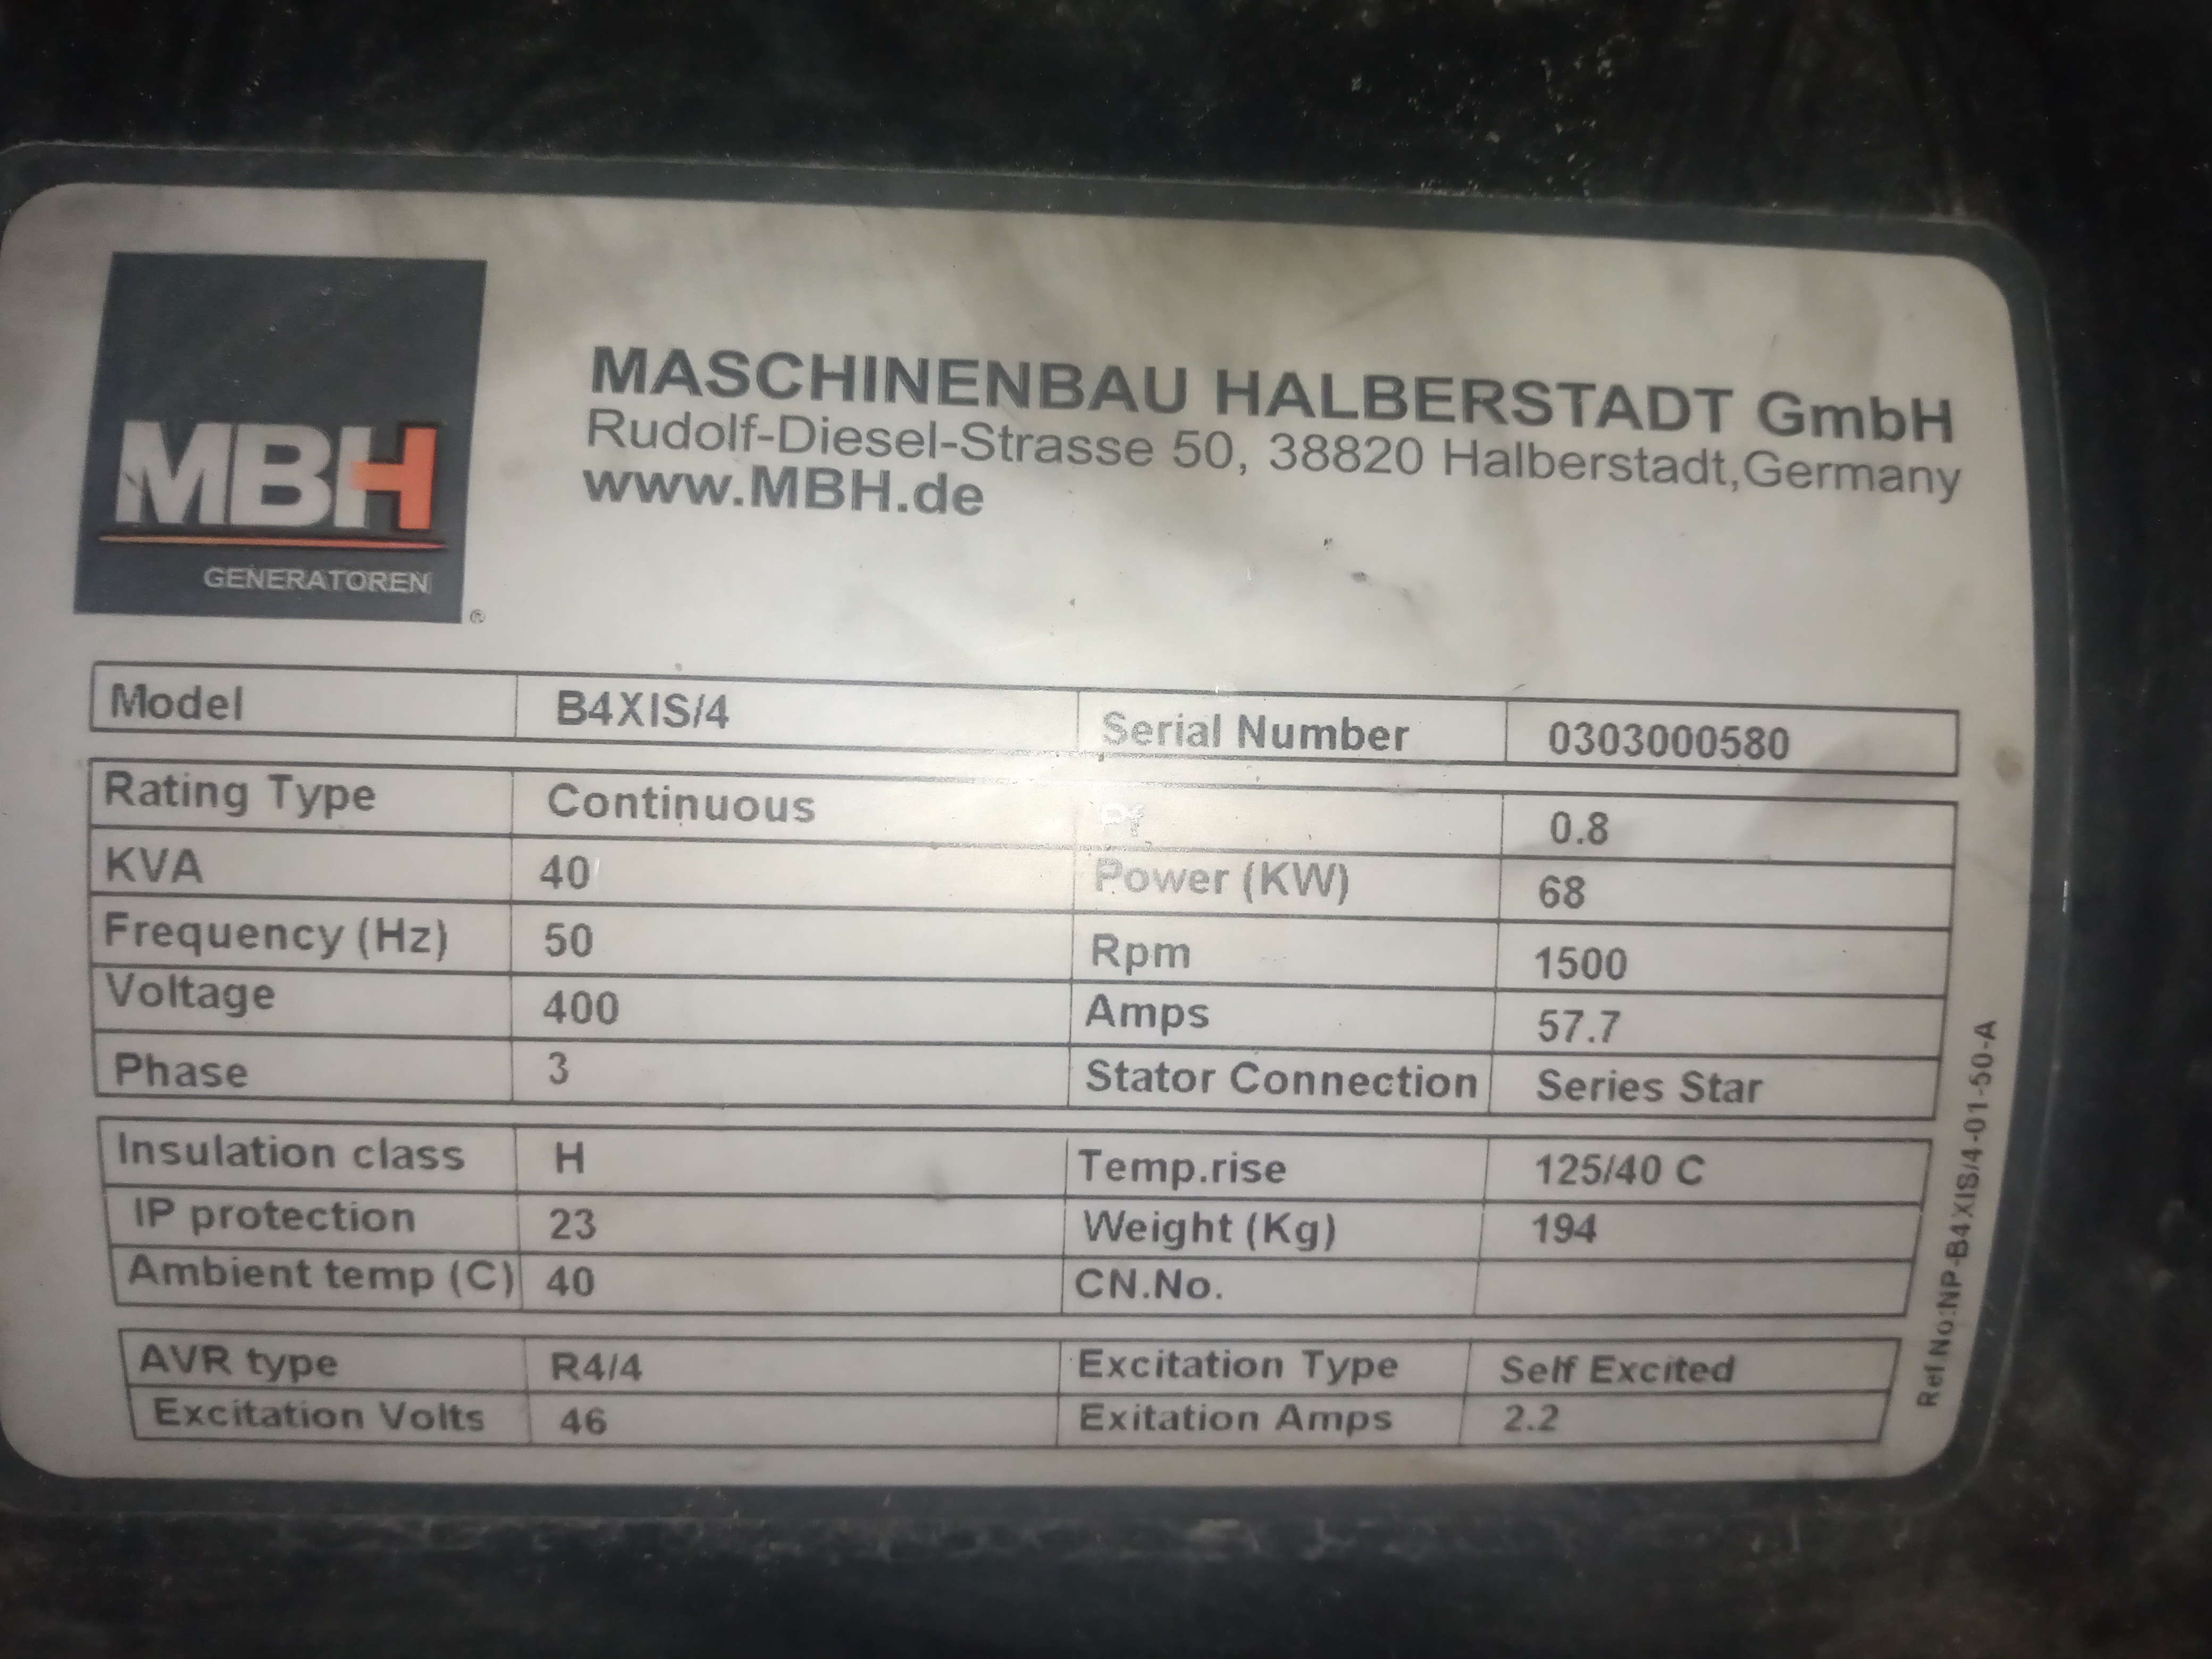 MBH
GENERATOREN
®
MASCHINENBAU HALBERSTADT GmbH
Rudolf-Diesel-Strasse 50, 38820 Halberstadt,Germany
www.MBH.de
Model B4XIS/4 Serial Number 0303000580
Rating Type Continuous Pf 0.8
KVA 40 Power (KW) 68
Frequency (Hz) 50 Rpm 1500
Voltage 400 Amps 57.7
Phase 3 Stator Connection Series Star
Insulation class H Temp.rise 125/40 C
IP protection 23 Weight (Kg) 194
Ambient temp (C) 40 CN.No.
AVR type R4/4 Excitation Type Self Excited
Excitation Volts 46 Exitation Amps 2.2
Ref No:NP-B4XIS/4-01-50-A